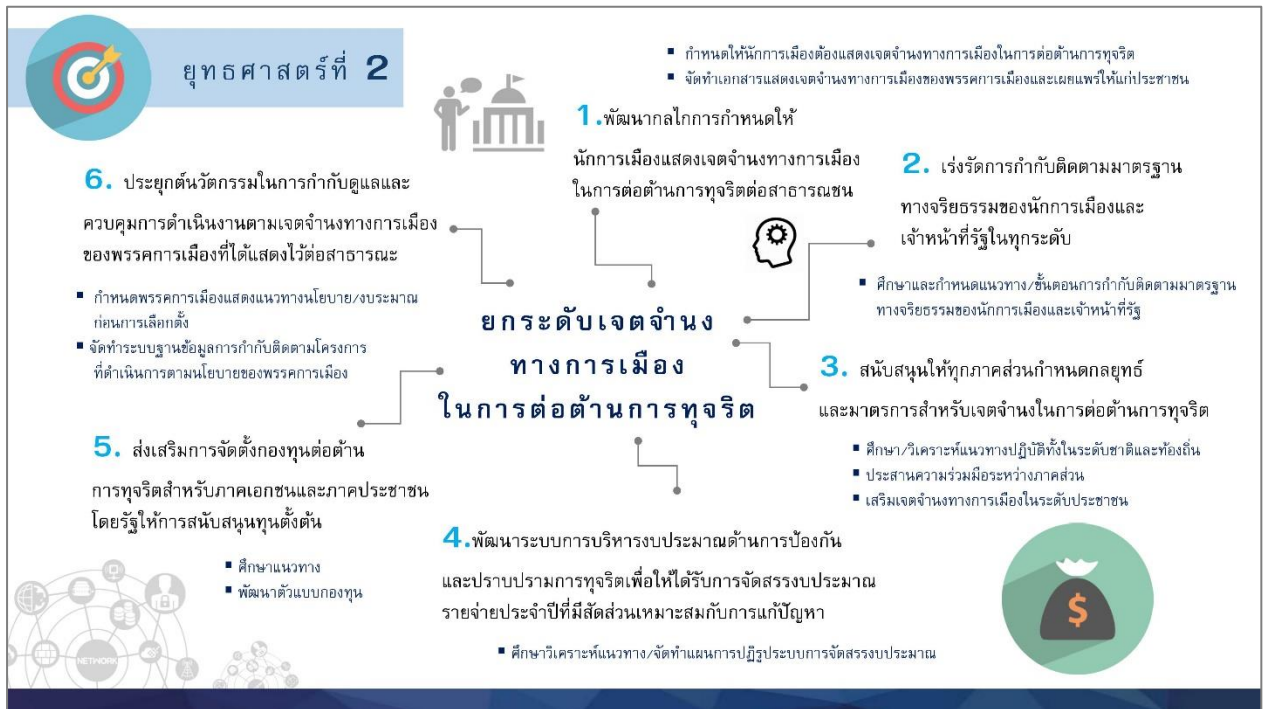 ยุทธศาสตร์ที่ 2
▪ กำหนดให้นักการเมืองต้องแสดงเจตจำนงทางการเมืองในการต่อต้านการทุจริต
▪ จัดทำเอกสารแสดงเจตจำนงทางการเมืองของพรรคการเมืองและเผยแพร่ให้แก่ประชาชน
1.พัฒนากลไกการกำหนดให้
นักการเมืองแสดงเจตจำนงทางการเมือง
ในการต่อต้านการทุจริตต่อสาธารณชน
2. เร่งรัดการกำกับติดตามมาตรฐาน
ทางจริยธรรมของนักการเมืองและ
เจ้าหน้าที่รัฐในทุกระดับ
▪ ศึกษาและกำหนดแนวทาง/ขั้นตอนการกำกับติดตามมาตรฐาน
ทางจริยธรรมของนักการเมืองและเจ้าหน้าที่รัฐ
ยกระดับเจตจำนง
ทางการเมือง
ในการต่อต้านการทุจริต
3. สนับสนุนให้ทุกภาคส่วนกำหนดกลยุทธ์
และมาตรการสำหรับเจตจำนงในการต่อต้านการทุจริต
▪ ศึกษา/วิเคราะห์แนวทางปฏิบัติทั้งในระดับชาติและท้องถิ่น
▪ ประสานความร่วมมือระหว่างภาคส่วน
▪ เสริมเจตจำนงทางการเมืองในระดับประชาชน
4.พัฒนาระบบการบริหารงบประมาณด้านการป้องกัน
และปราบปรามการทุจริตเพื่อให้ได้รับการจัดสรรงบประมาณ
รายจ่ายประจำปีที่มีสัดส่วนเหมาะสมกับการแก้ปัญหา
▪ ศึกษาวิเคราะห์แนวทาง/จัดทำแผนการปฏิรูประบบการจัดสรรงบประมาณ
5. ส่งเสริมการจัดตั้งกองทุนต่อต้าน
การทุจริตสำหรับภาคเอกชนและภาคประชาชน
โดยรัฐให้การสนับสนุนทุนตั้งต้น
▪ ศึกษาแนวทาง
▪ พัฒนาตัวแบบกองทุน
6. ประยุกต์นวัตกรรมในการกำกับดูแลและ
ควบคุมการดำเนินงานตามเจตจำนงทางการเมือง
ของพรรคการเมืองที่ได้แสดงไว้ต่อสาธารณะ
▪ กำหนดพรรคการเมืองแสดงแนวทางนโยบาย/งบประมาณ
ก่อนการเลือกตั้ง
▪ จัดทำระบบฐานข้อมูลการกำกับติดตามโครงการ
ที่ดำเนินการตามนโยบายของพรรคการเมือง
NETWORK
$